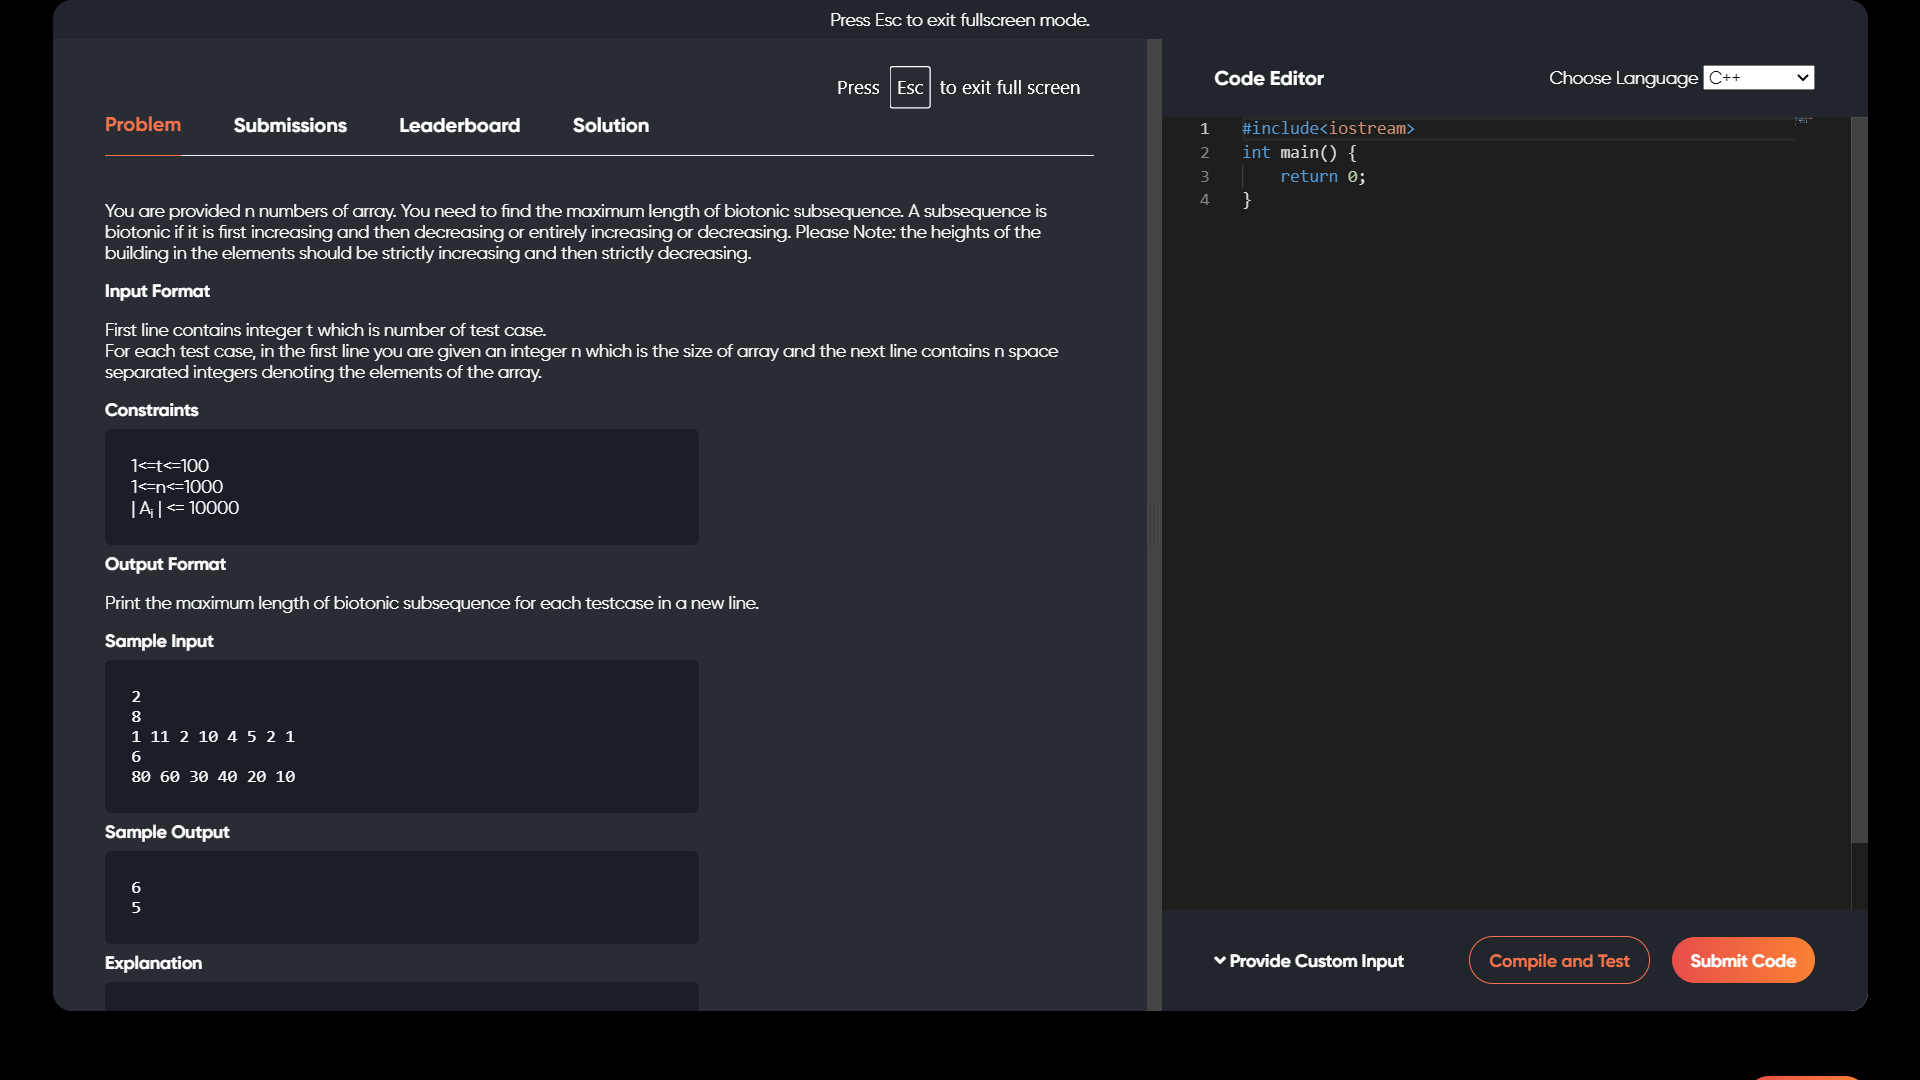 Press Esc to exit fullscreen mode.
Press Esc to exit full screen
Problem Submissions Leaderboard Solution
You are provided n numbers of array. You need to find the maximum length of biotonic subsequence. A subsequence is
biotonic if it is first increasing and then decreasing or entirely increasing or decreasing. Please Note: the heights of the
building in the elements should be strictly increasing and then strictly decreasing.
Input Format
First line contains integer t which is number of test case.
For each test case, in the first line you are given an integer n which is the size of array and the next line contains n space
separated integers denoting the elements of the array.
Constraints
1<=t<=100
1<=n<=1000
| Ai | <= 10000
Output Format
Print the maximum length of biotonic subsequence for each testcase in a new line.
Sample Input
2
8
1 11 2 10 4 5 2 1
6
80 60 30 40 20 10
Sample Output
6
5
Explanation
Code Editor
Choose Language C++
1 #include<iostream>
2 int main() {
3     return 0;
4 }
Provide Custom Input
Compile and Test
Submit Code